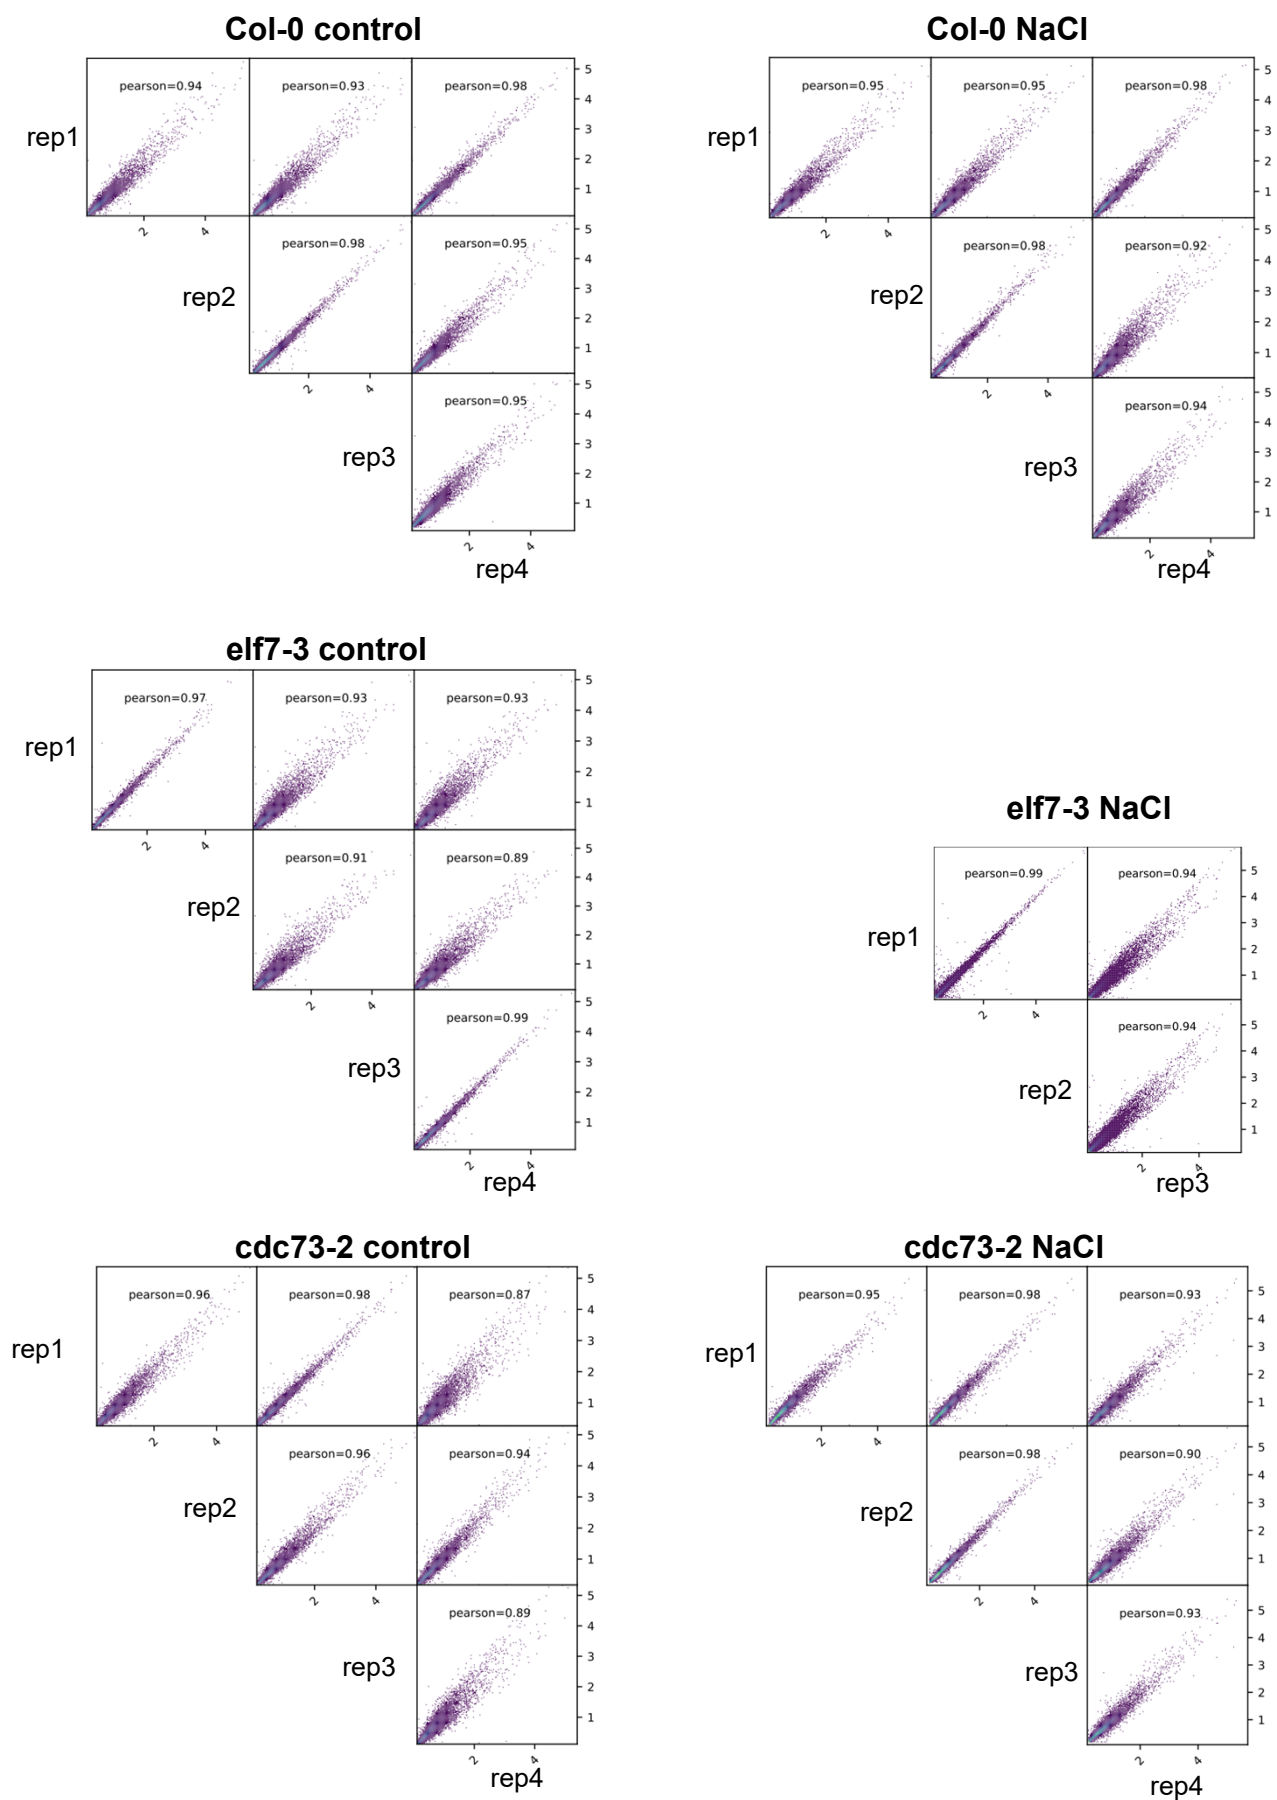 Col-0 control
pearson=0.94
pearson=0.93
pearson=0.98
5
4
3
2
1
rep1
2
4
pearson=0.98
pearson=0.95
5
4
3
2
1
rep2
2
4
pearson=0.95
5
4
3
2
1
rep3
2
4
rep4
Col-0 NaCl
pearson=0.95
pearson=0.95
pearson=0.98
5
4
3
2
1
rep1
2
4
pearson=0.98
pearson=0.92
5
4
3
2
1
rep2
2
4
pearson=0.94
5
4
3
2
1
rep3
2
4
rep4
elf7-3 control
pearson=0.97
pearson=0.93
pearson=0.93
5
4
3
2
1
rep1
2
4
pearson=0.91
pearson=0.89
5
4
3
2
1
rep2
2
4
pearson=0.99
5
4
3
2
1
rep3
2
4
rep4
elf7-3 NaCl
pearson=0.99
pearson=0.94
5
4
3
2
1
rep1
2
4
pearson=0.94
5
4
3
2
1
rep2
2
4
rep3
cdc73-2 control
pearson=0.96
pearson=0.98
pearson=0.87
5
4
3
2
1
rep1
2
4
pearson=0.96
pearson=0.94
5
4
3
2
1
rep2
2
4
pearson=0.89
5
4
3
2
1
rep3
2
4
rep4
cdc73-2 NaCl
pearson=0.95
pearson=0.98
pearson=0.93
5
4
3
2
1
rep1
2
4
pearson=0.98
pearson=0.90
5
4
3
2
1
rep2
2
4
pearson=0.93
5
4
3
2
1
rep3
2
4
rep4